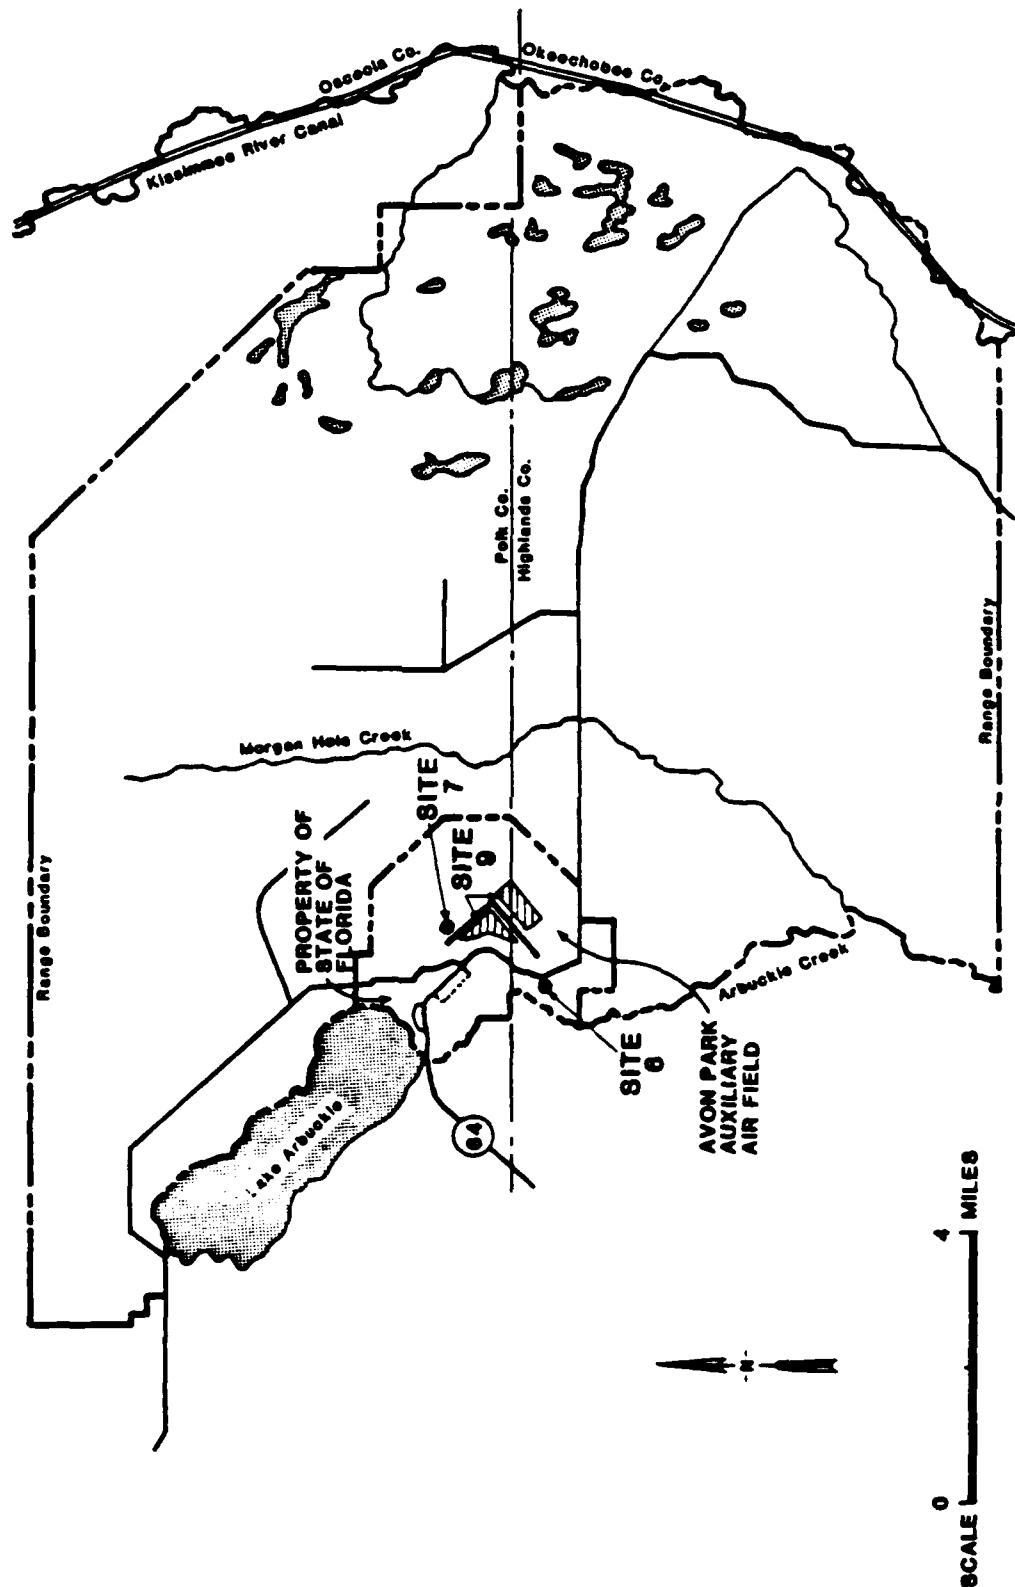 Osceola Co.
Okeechobee Co.
Kissimmee River Canal
Polk Co.
Highlands Co.
Range Boundary
Range Boundary
Morgan Hole Creek
SITE
7
SITE
9
PROPERTY OF
STATE OF
FLORIDA
Arbuckle Creek
SITE
6
AVON PARK
AUXILIARY
AIR FIELD
Lake Arbuckle
64
N
SCALE
0
4
MILES